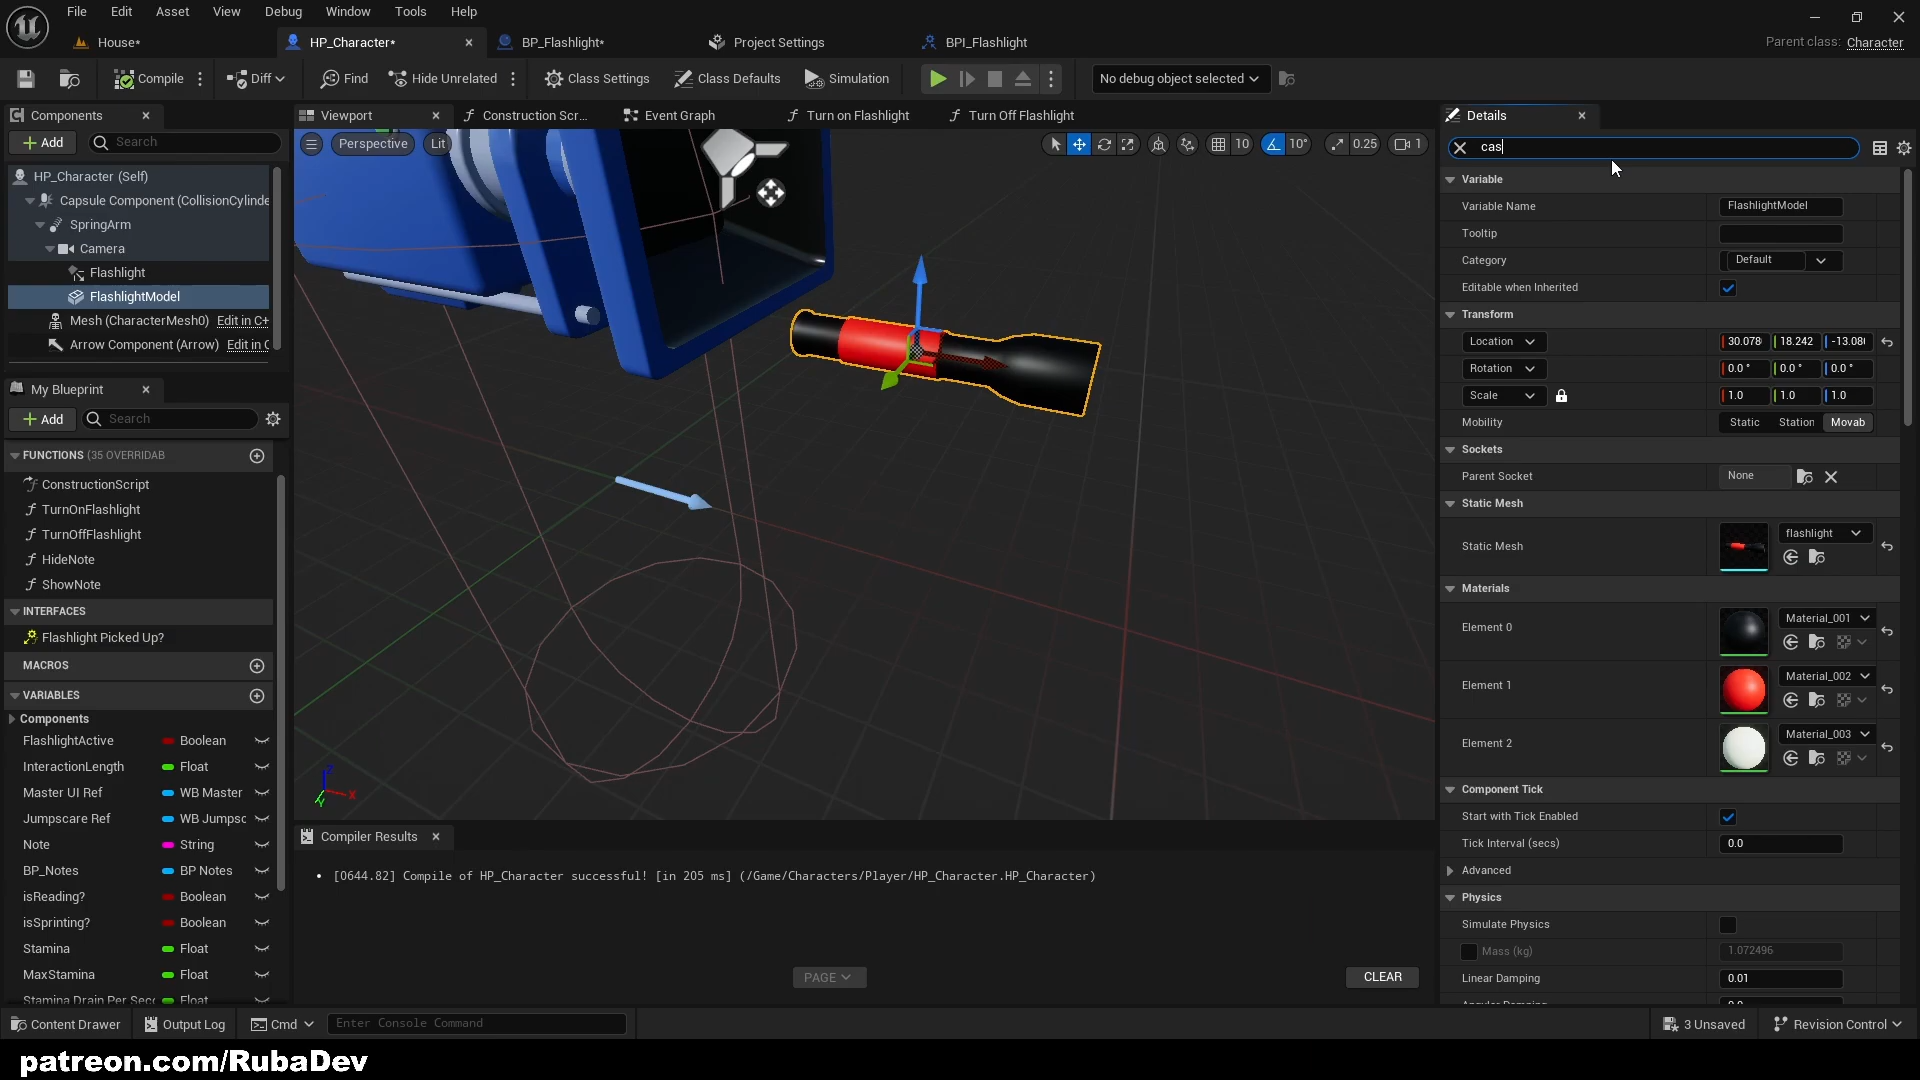 File Edit Asset View Debug Window Tools Help
House* HP_Character* BP_Flashlight* Project Settings BPI_Flashlight
Parent class: Character
Compile Diff Find Hide Unrelated Class Settings Class Defaults Simulation No debug object selected
Components Viewport Construction Scr... Event Graph Turn on Flashlight Turn Off Flashlight Details
Add Search
Perspective Lit 10 10° 0.25 1
cas
HP_Character (Self)
Capsule Component (CollisionCylinde
SpringArm
Camera
Flashlight
FlashlightModel
Mesh (CharacterMesh0) Edit in C+
Arrow Component (Arrow) Edit in C
My Blueprint
Add Search
FUNCTIONS (35 OVERRIDAB
ConstructionScript
TurnOnFlashlight
TurnOffFlashlight
HideNote
ShowNote
INTERFACES
Flashlight Picked Up?
MACROS
VARIABLES
Components
FlashlightActive Boolean
InteractionLength Float
Master UI Ref WB Master
Jumpscare Ref WB Jumpsc
Note String
BP_Notes BP Notes
isReading? Boolean
isSprinting? Boolean
Stamina Float
MaxStamina Float
Stamina Drain Per Seco Float
Z
X
Y
Compiler Results
[0644.82] Compile of HP_Character successful! [in 205 ms] (/Game/Characters/Player/HP_Character.HP_Character)
PAGE CLEAR
Variable
Variable Name FlashlightModel
Tooltip
Category Default
Editable when Inherited
Transform
Location 30.078 18.242 -13.08
Rotation 0.0 ° 0.0 ° 0.0 °
Scale 1.0 1.0 1.0
Mobility Static Station Movab
Sockets
Parent Socket None
Static Mesh
Static Mesh flashlight
Materials
Element 0 Material_001
Element 1 Material_002
Element 2 Material_003
Component Tick
Start with Tick Enabled
Tick Interval (secs) 0.0
Advanced
Physics
Simulate Physics
Mass (kg) 1.072496
Linear Damping 0.01
Content Drawer Output Log Cmd Enter Console Command 3 Unsaved Revision Control
patreon.com/RubaDev